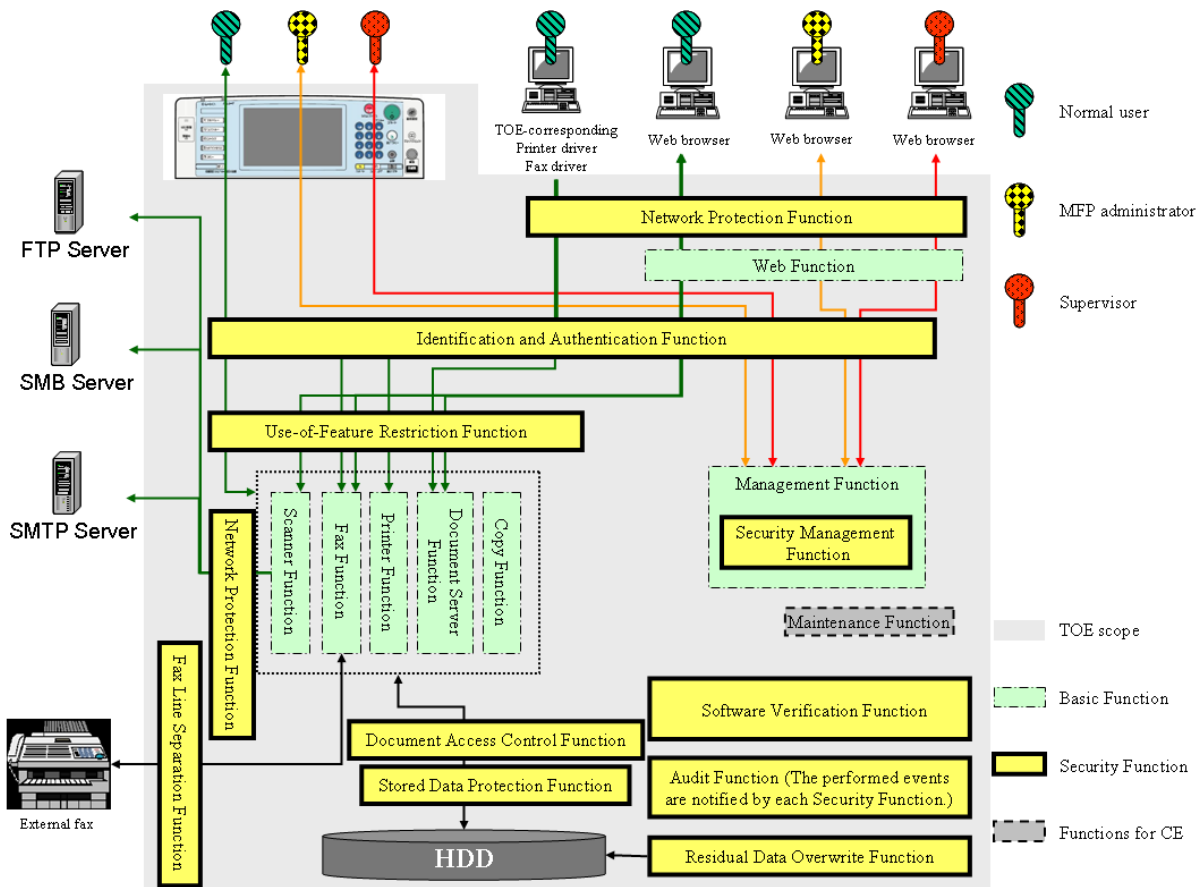 TOE-corresponding
Printer driver
Fax driver
Web browser
Web browser
Web browser
Normal user
MFP administrator
Supervisor
FTP Server
SMB Server
SMTP Server
Network Protection Function
Web Function
Identification and Authentication Function
Use-of-Feature Restriction Function
Scanner Function
Fax Function
Printer Function
Document Server
Function
Copy Function
Management Function
Security Management
Function
Maintenance Function
Network Protection Function
Fax Line Separation Function
Document Access Control Function
Stored Data Protection Function
Software Verification Function
Audit Function (The performed events
are notified by each Security Function.)
Residual Data Overwrite Function
HDD
External fax
TOE scope
Basic Function
Security Function
Functions for CE